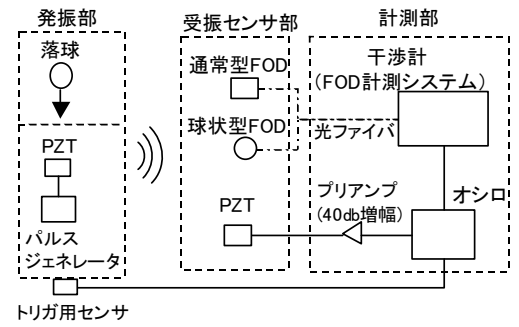 発振部
落球
PZT
パルス
ジェネレータ
トリガ用センサ
受振センサ部
通常型FOD
球状型FOD
PZT
計測部
干渉計
(FOD計測システム)
光ファイバ
プリアンプ
(40db増幅)
オシロ